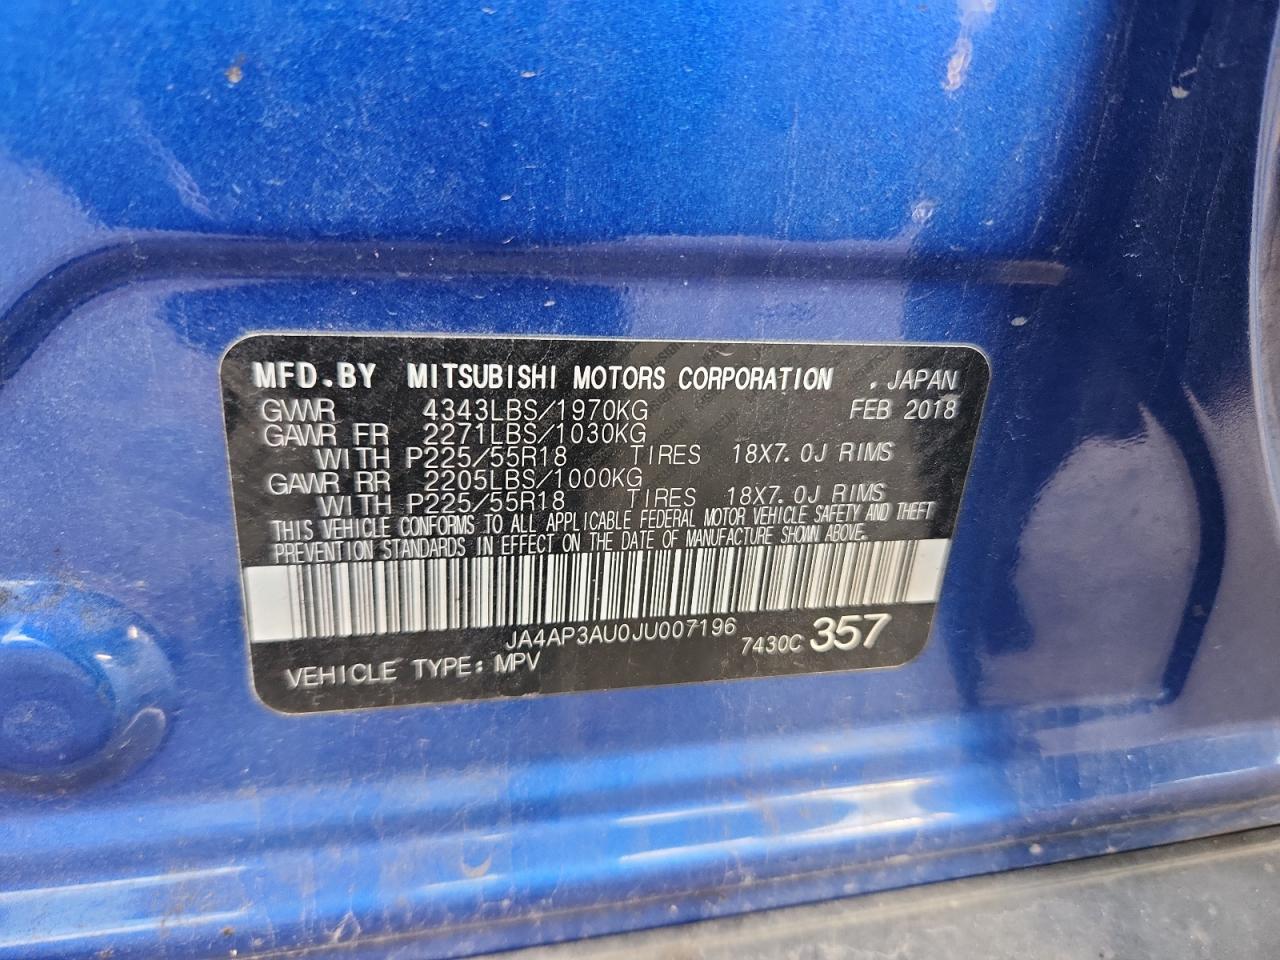 MFD.BY MITSUBISHI MOTORS CORPORATION . JAPAN
GVWR 4343LBS/1970KG FEB 2018
GAWR FR 2271LBS/1030KG
WITH P225/55R18 TIRES 18X7.0J RIMS
GAWR RR 2205LBS/1000KG
WITH P225/55R18 TIRES 18X7.0J RIMS
THIS VEHICLE CONFORMS TO ALL APPLICABLE FEDERAL MOTOR VEHICLE SAFETY AND THEFT
PREVENTION STANDARDS IN EFFECT ON THE DATE OF MANUFACTURE SHOWN ABOVE.
JA4AP3AU0JU007196 7430C 357
VEHICLE TYPE: MPV